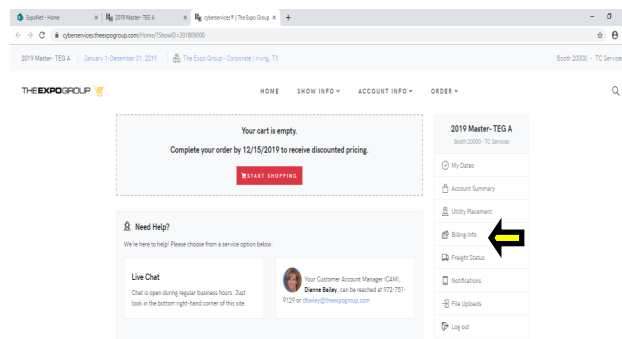 ExpoNet - Home x 2019 Master- TEG A x cyberservices® | The Expo Group x +
cyberservices.theexpogroup.com/Home/?ShowID=201809000
2019 Master- TEG A January 1-December 01, 2019 The Expo Group - Corporate | Irving, TX Booth 20000 - TC Services
THEEXPOGROUP HOME SHOW INFO ACCOUNT INFO ORDER
Your cart is empty.
Complete your order by 12/15/2019 to receive discounted pricing.
START SHOPPING
2019 Master- TEG A
Booth 20000 - TC Services
My Dates
Account Summary
Utility Placement
Billing Info
Freight Status
Notifications
File Uploads
Log out
Need Help?
We're here to help! Please choose from a service option below:
Live Chat
Chat is open during regular business hours. Just
look in the bottom right-hand corner of this site.
Your Customer Account Manager (CAM),
Dianne Bailey, can be reached at 972-751-
9129 or dbailey@theexpogroup.com